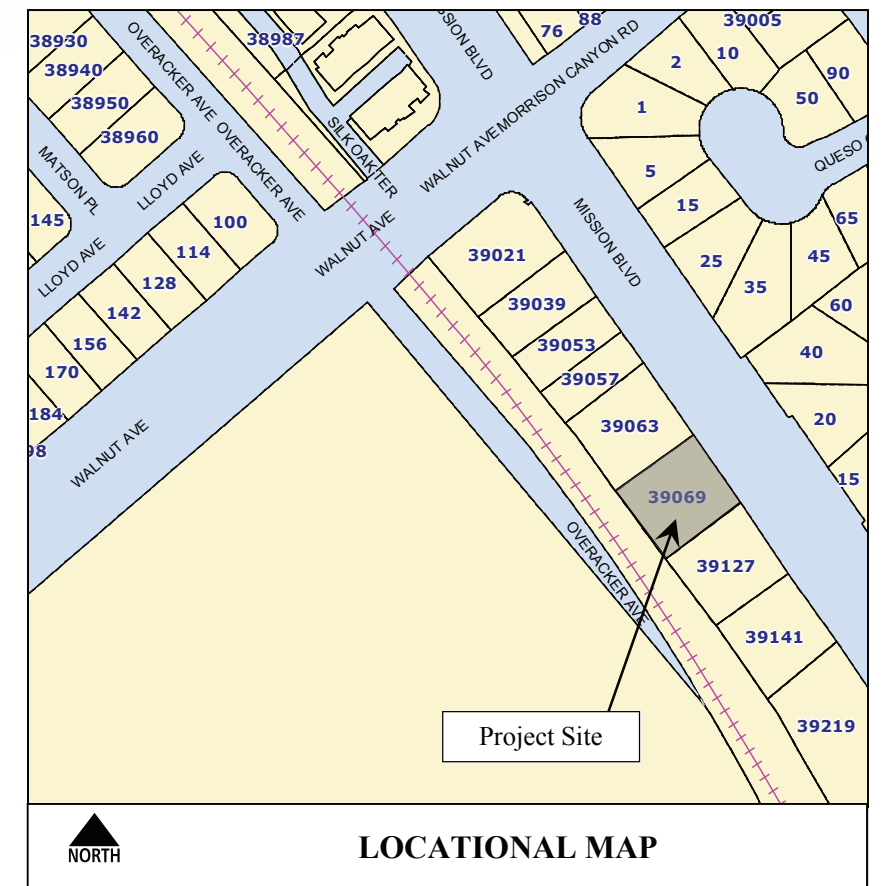 38930
38940
38950
38960
OVERACKER AVE
OVERACKER AVE
38987
SILK OAK TER
SSION BLVD
76
88
WALNUT AVE
MORRISON CANYON RD
39005
2
10
1
90
50
5
15
QUESO
65
25
35
45
60
40
20
15
MATSON PL
LLOYD AVE
145
LLOYD AVE
100
114
128
142
156
170
184
98
WALNUT AVE
WALNUT AVE
MISSION BLVD
39021
39039
39053
39057
39063
39069
39127
39141
39219
OVERACKER AVE
Project Site
NORTH
LOCATIONAL MAP